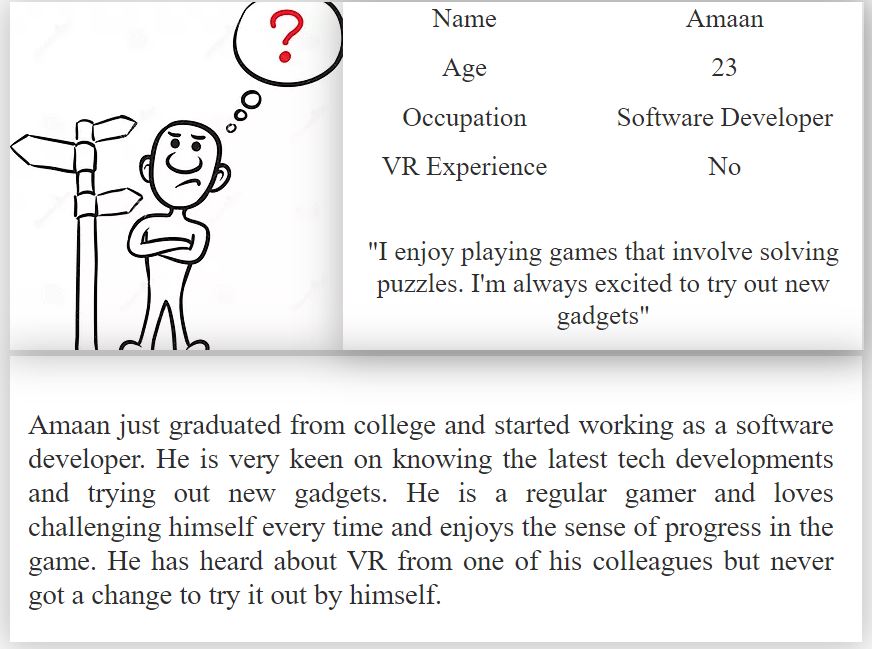 ?
Name Amaan
Age 23
Occupation Software Developer
VR Experience No
"I enjoy playing games that involve solving
puzzles. I'm always excited to try out new
gadgets"
Amaan just graduated from college and started working as a software
developer. He is very keen on knowing the latest tech developments
and trying out new gadgets. He is a regular gamer and loves
challenging himself every time and enjoys the sense of progress in the
game. He has heard about VR from one of his colleagues but never
got a change to try it out by himself.